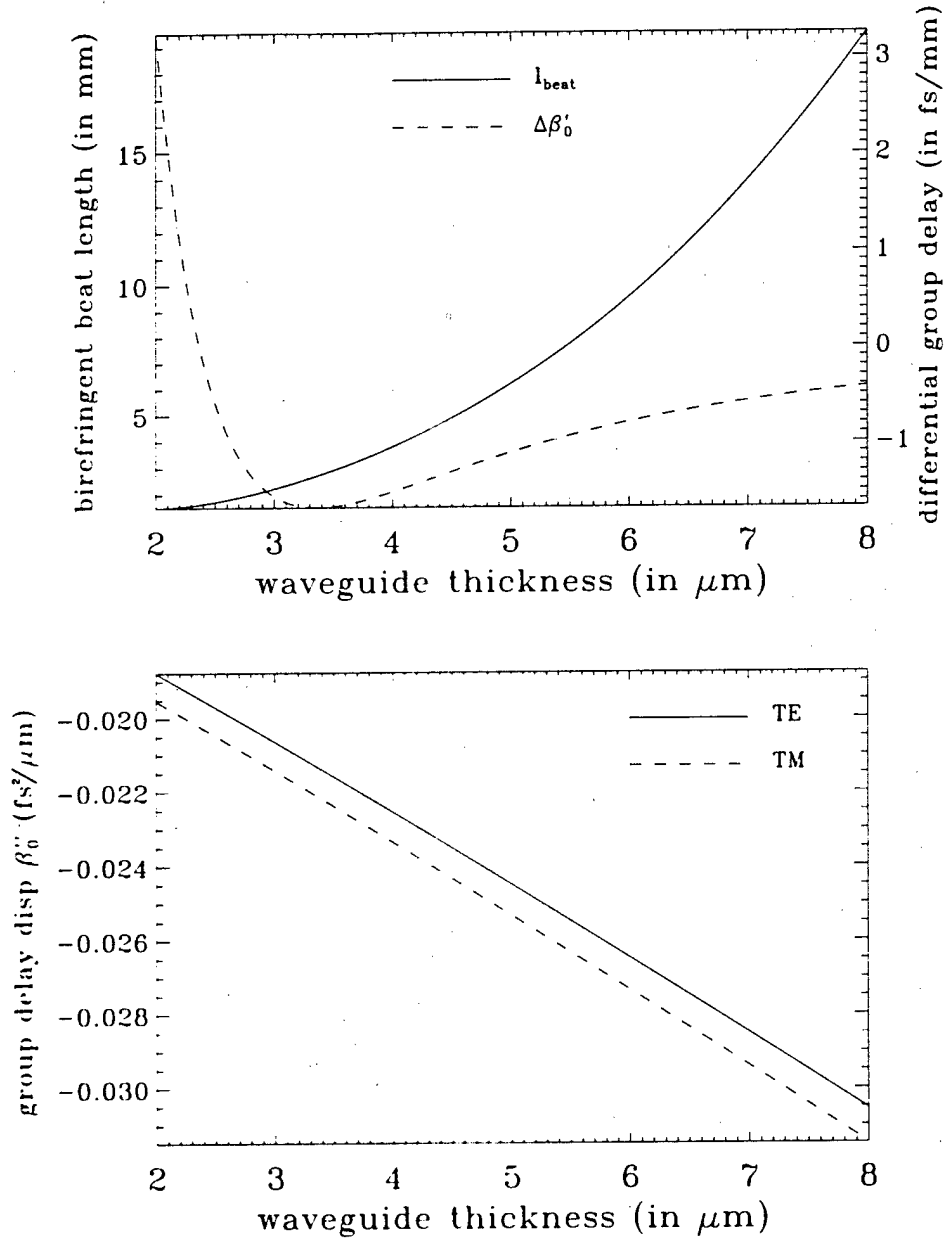 birefringent beat length (in mm)
15
10
5
l_beat
Δβ'₀
3
2
1
0
−1
differential group delay (in fs/mm)
2 3 4 5 6 7 8
waveguide thickness (in μm)
group delay disp β''₀ (fs²/μm)
−0.020
−0.022
−0.024
−0.026
−0.028
−0.030
TE
TM
2 3 4 5 6 7 8
waveguide thickness (in μm)